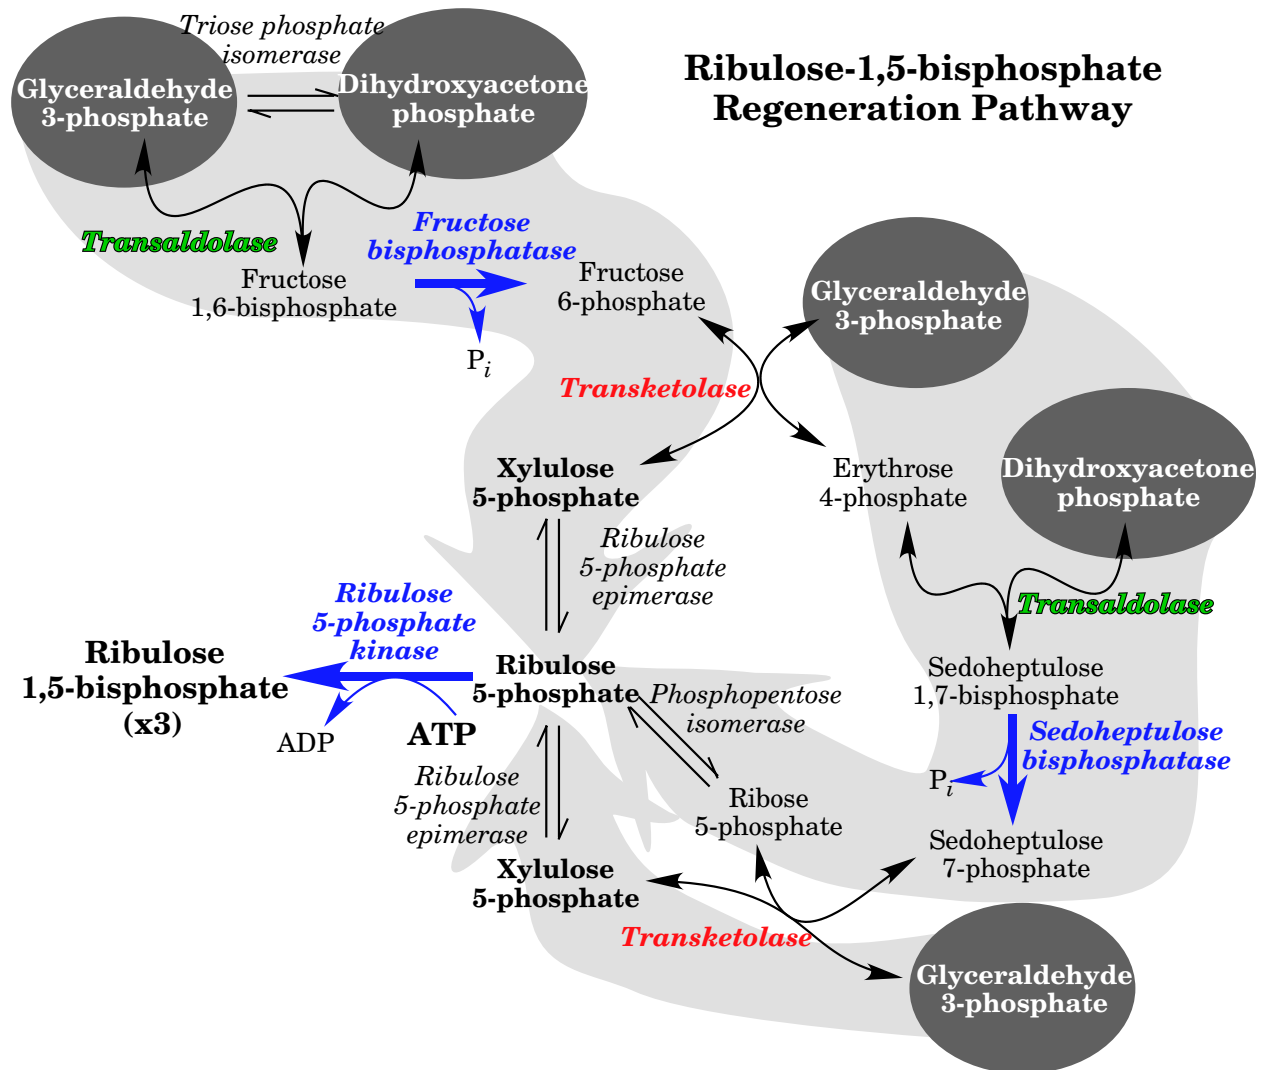 Ribulose-1,5-bisphosphate
Regeneration Pathway
Triose phosphate
isomerase
Glyceraldehyde
3-phosphate
Dihydroxyacetone
phosphate
Transaldolase
Fructose
1,6-bisphosphate
Fructose
bisphosphatase
Pi
Fructose
6-phosphate
Glyceraldehyde
3-phosphate
Transketolase
Xylulose
5-phosphate
Erythrose
4-phosphate
Dihydroxyacetone
phosphate
Ribulose
5-phosphate
epimerase
Transaldolase
Ribulose
5-phosphate
kinase
Ribulose
1,5-bisphosphate
(x3)
ADP
ATP
Ribulose
5-phosphate
Phosphopentose
isomerase
Sedoheptulose
1,7-bisphosphate
Sedoheptulose
bisphosphatase
Pi
Ribulose
5-phosphate
epimerase
Ribose
5-phosphate
Sedoheptulose
7-phosphate
Xylulose
5-phosphate
Transketolase
Glyceraldehyde
3-phosphate